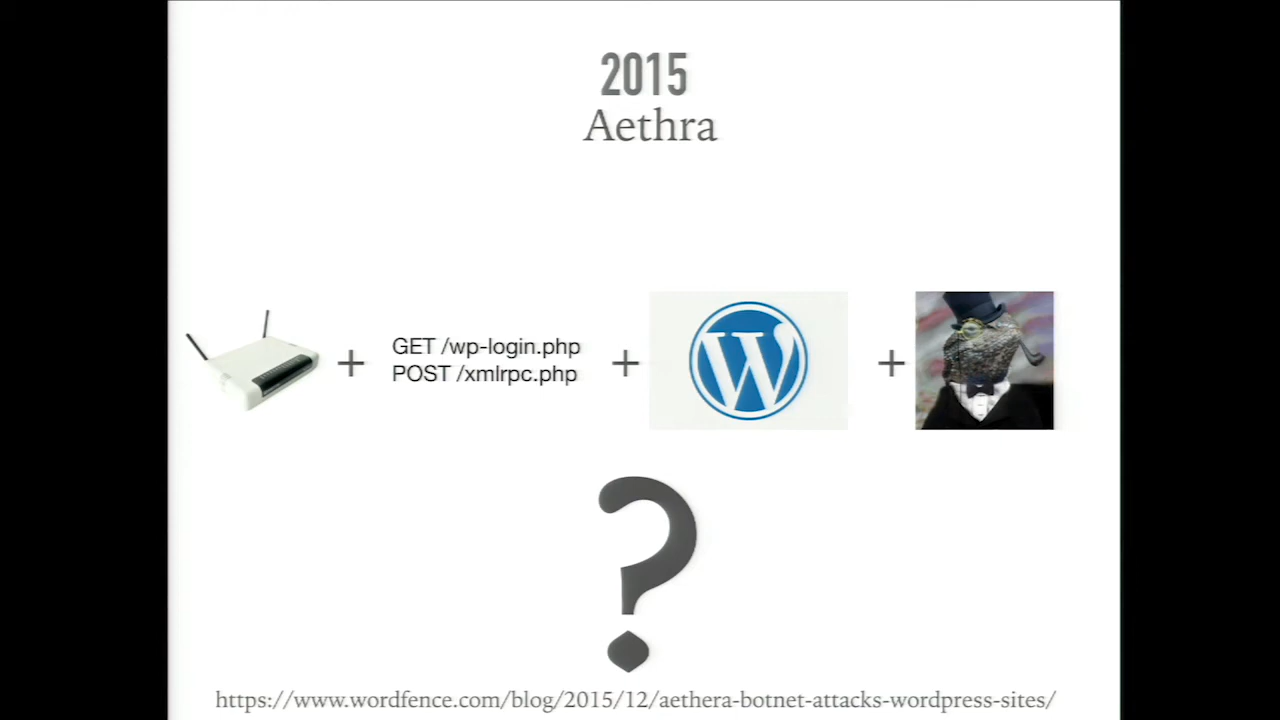 2015
Aethra
+ GET /wp-login.php + W +
POST /xmlrpc.php
?
https://www.wordfence.com/blog/2015/12/aethera-botnet-attacks-wordpress-sites/